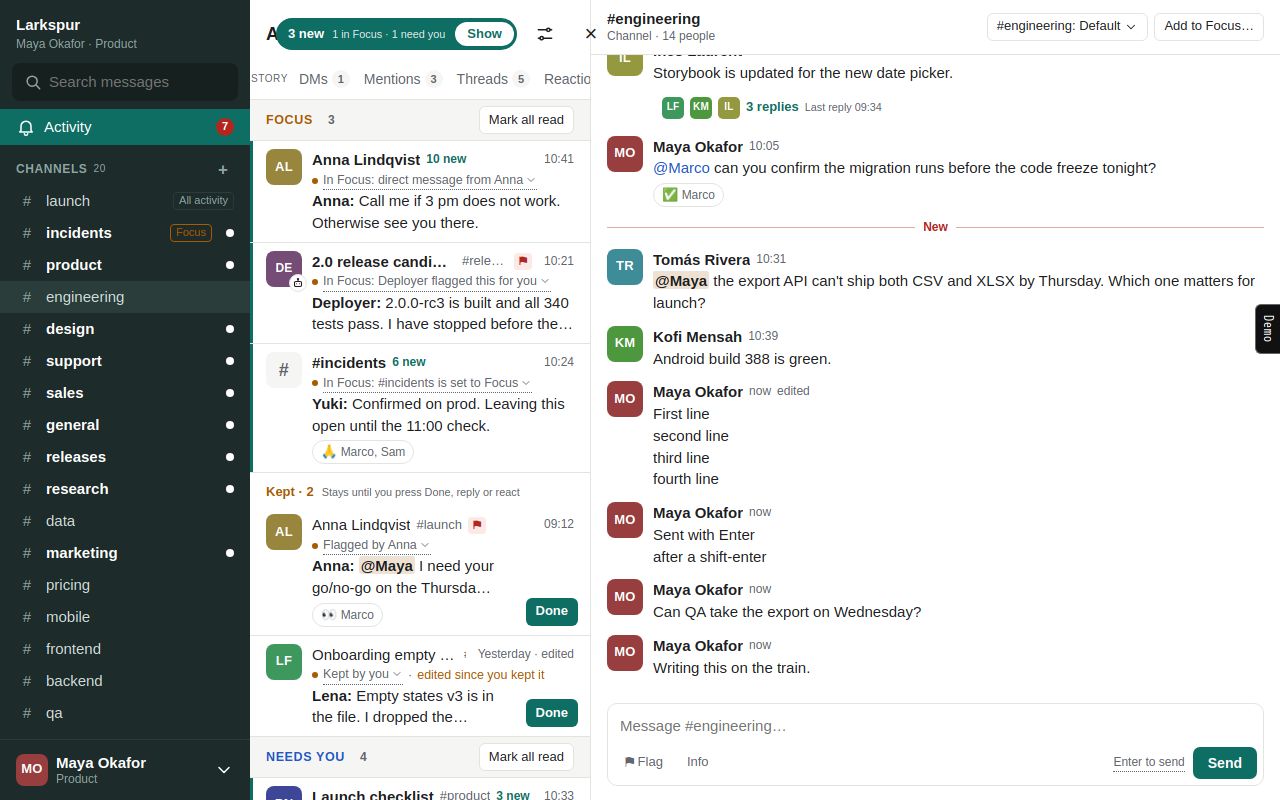 Larkspur
Maya Okafor · Product
Search messages
Activity
7
CHANNELS 20
+
# launch All activity
# incidents Focus
# product
# engineering
# design
# support
# sales
# general
# releases
# research
# data
# marketing
# pricing
# mobile
# frontend
# backend
# qa
MO
Maya Okafor
Product
3 new 1 in Focus · 1 need you Show
STORY DMs 1 Mentions 3 Threads 5 Reactio
FOCUS 3 Mark all read
AL
Anna Lindqvist 10 new 10:41
In Focus: direct message from Anna
Anna: Call me if 3 pm does not work.
Otherwise see you there.
DE
2.0 release candi… #rele… 10:21
In Focus: Deployer flagged this for you
Deployer: 2.0.0-rc3 is built and all 340
tests pass. I have stopped before the…
#
#incidents 6 new 10:24
In Focus: #incidents is set to Focus
Yuki: Confirmed on prod. Leaving this
open until the 11:00 check.
🙏 Marco, Sam
Kept · 2 Stays until you press Done, reply or react
AL
Anna Lindqvist #launch 09:12
Flagged by Anna
Anna: @Maya I need your
go/no-go on the Thursda…
👀 Marco
Done
LF
Onboarding empty … Yesterday · edited
Kept by you · edited since you kept it
Lena: Empty states v3 is in
the file. I dropped the…
Done
NEEDS YOU 4 Mark all read
Launch checklist #product 3 new 10:33
#engineering
Channel · 14 people
#engineering: Default
Add to Focus…
IL
Storybook is updated for the new date picker.
LF KM IL 3 replies Last reply 09:34
MO
Maya Okafor 10:05
@Marco can you confirm the migration runs before the code freeze tonight?
✅ Marco
New
TR
Tomás Rivera 10:31
@Maya the export API can't ship both CSV and XLSX by Thursday. Which one matters for
launch?
KM
Kofi Mensah 10:39
Android build 388 is green.
MO
Maya Okafor now edited
First line
second line
third line
fourth line
MO
Maya Okafor now
Sent with Enter
after a shift-enter
MO
Maya Okafor now
Can QA take the export on Wednesday?
MO
Maya Okafor now
Writing this on the train.
Message #engineering…
Flag Info Enter to send Send
Demo